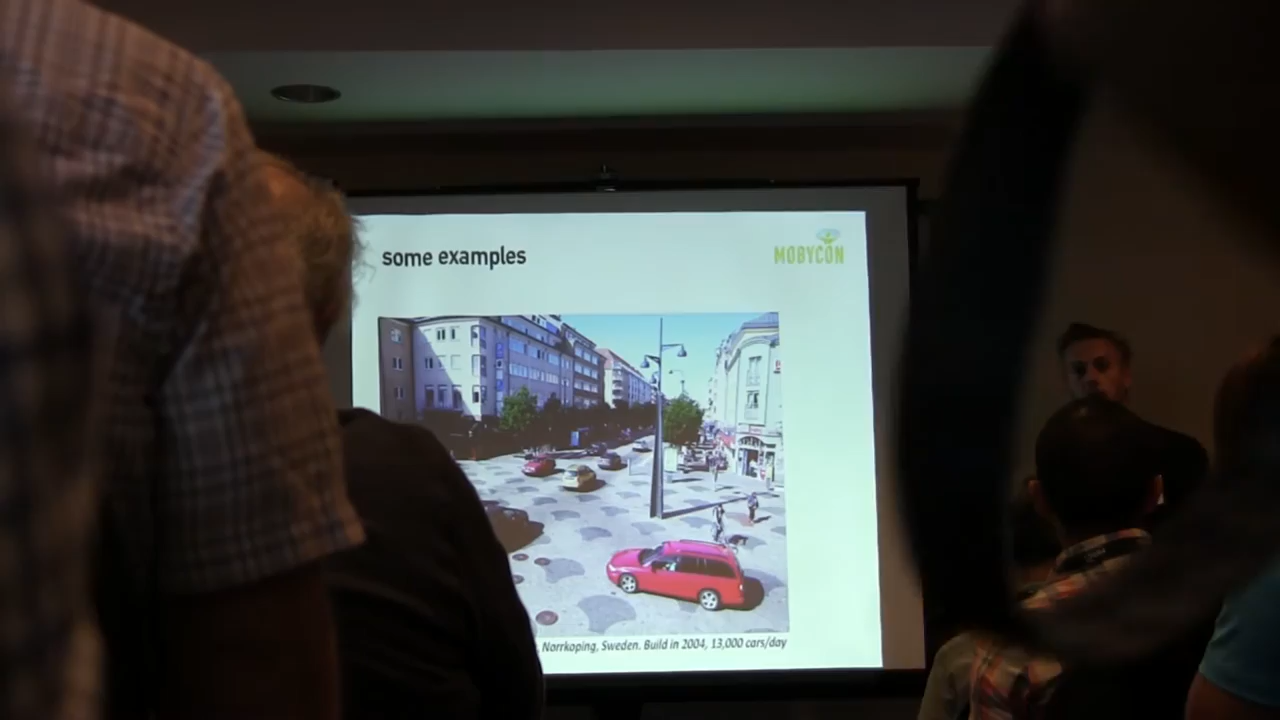 some examples
MOBYCON
, Norrkoping, Sweden. Build in 2004, 13,000 cars/day